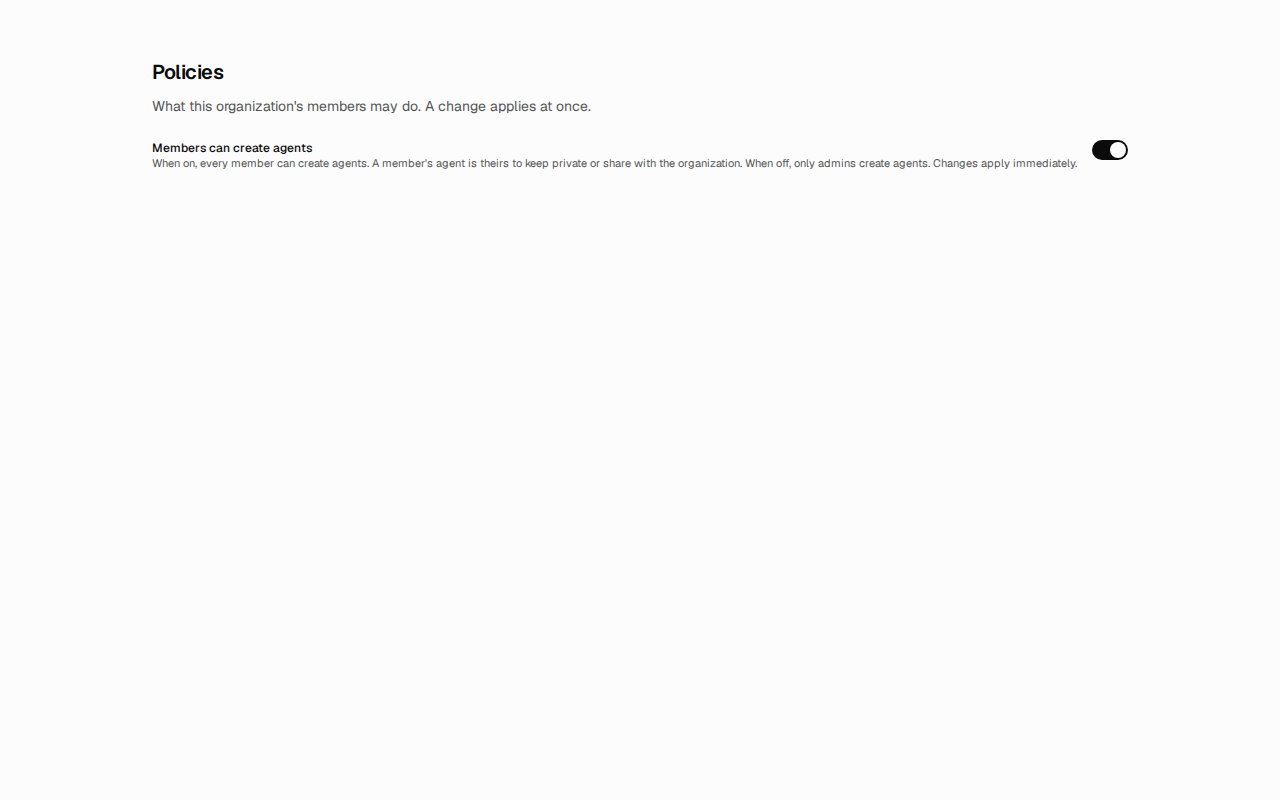 Policies
What this organization's members may do. A change applies at once.
Members can create agents
When on, every member can create agents. A member's agent is theirs to keep private or share with the organization. When off, only admins create agents. Changes apply immediately.